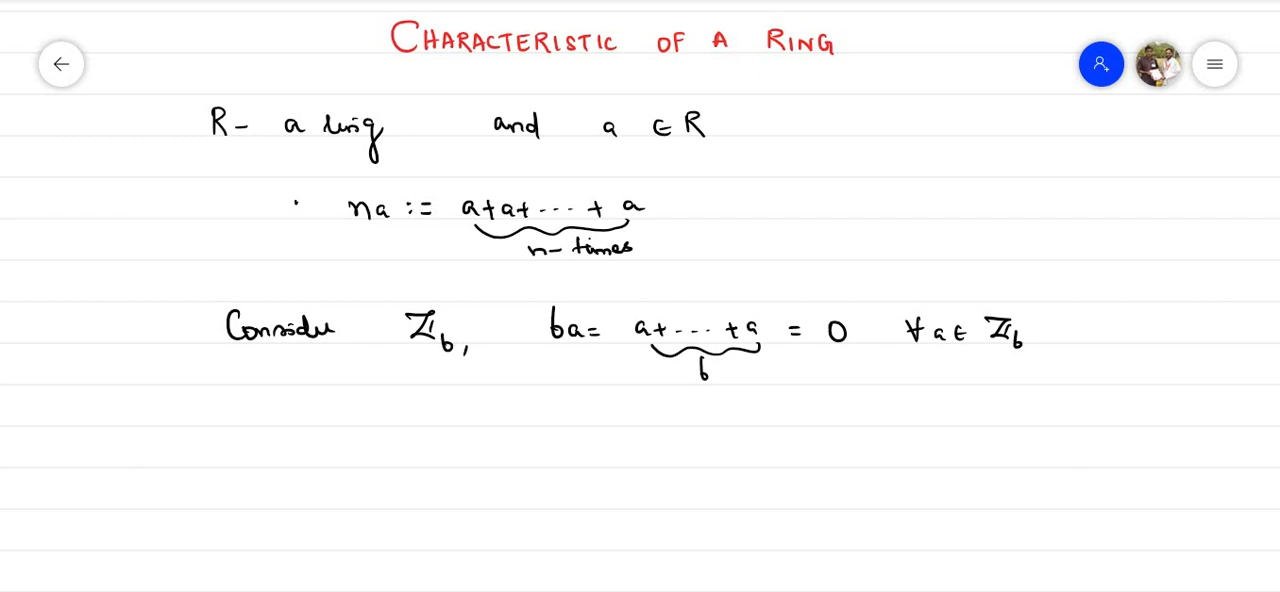 CHARACTERISTIC OF A RING
R - a ring and a ∈ R
na := a+a+ ... + a
n- times
Consider ℤ₆, 6a = a+ ... +a = 0 ∀ a ∈ ℤ₆
6